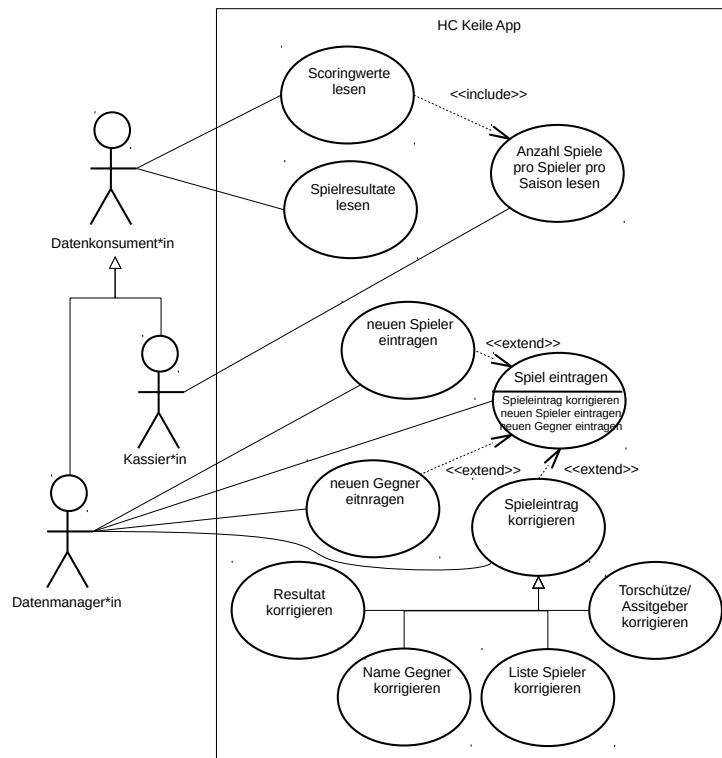 HC Keile App
Scoringwerte
lesen
<<include>>
Anzahl Spiele
pro Spieler pro
Saison lesen
Spielresultate
lesen
Datenkonsument*in
neuen Spieler
eintragen
<<extend>>
Spiel eintragen
Spieleintrag korrigieren
neuen Spieler eintragen
neuen Gegner eintragen
Kassier*in
<<extend>>
<<extend>>
neuen Gegner
eitnragen
Spieleintrag
korrigieren
Datenmanager*in
Resultat
korrigieren
Torschütze/
Assitgeber
korrigieren
Name Gegner
korrigieren
Liste Spieler
korrigieren